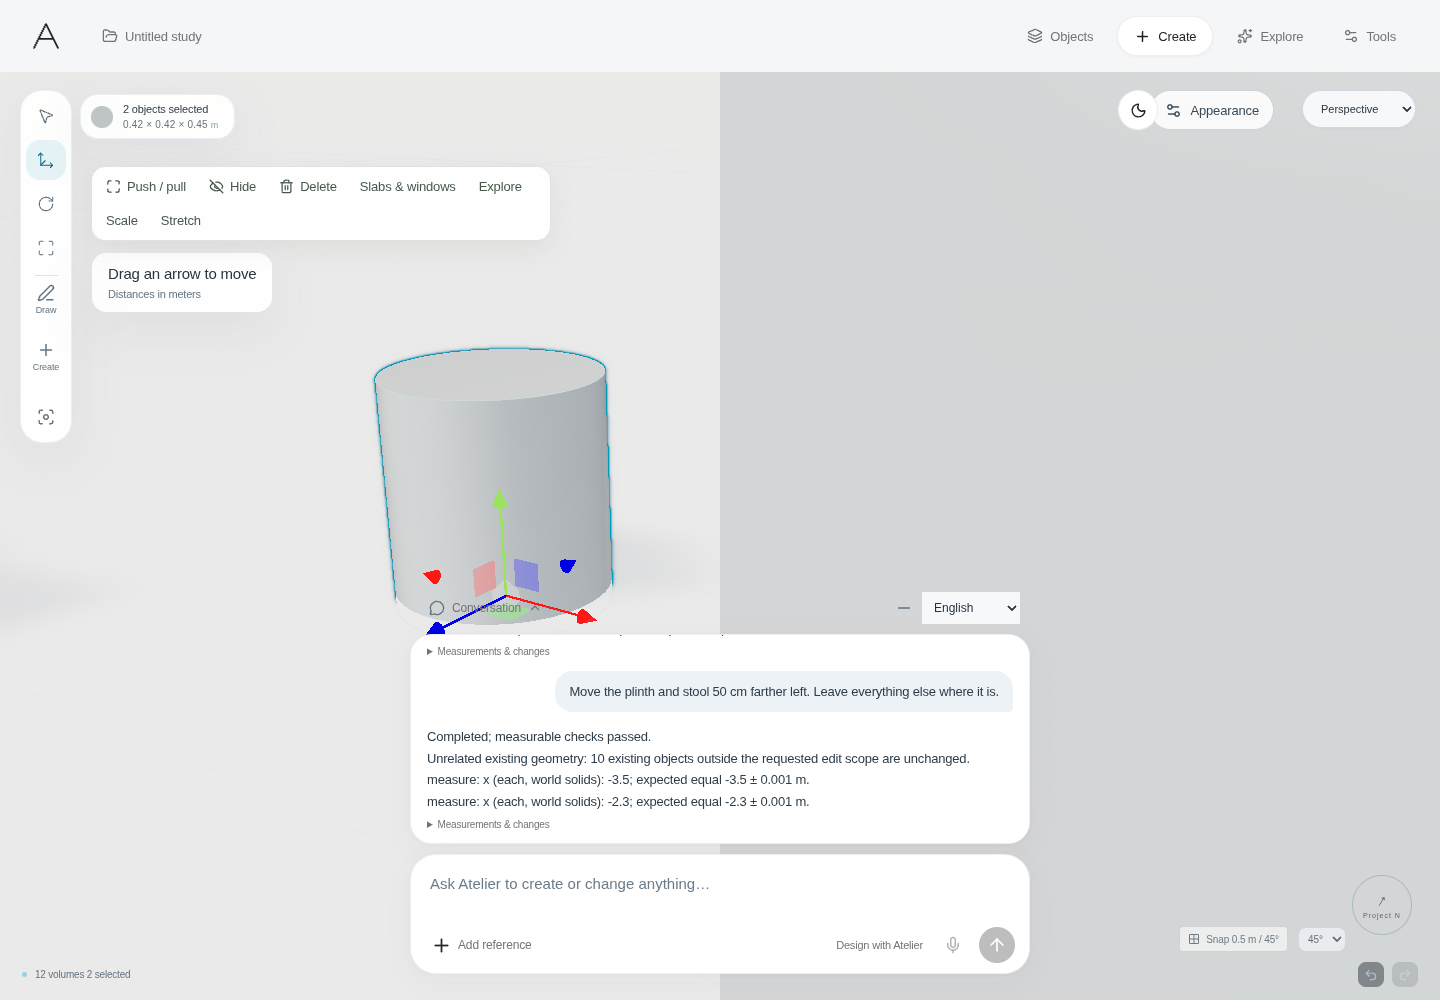 Untitled study
Objects
Create
Explore
Tools
2 objects selected
0.42 × 0.42 × 0.45 m
Appearance
Perspective
Push / pull
Hide
Delete
Slabs & windows
Explore
Scale
Stretch
Drag an arrow to move
Distances in meters
Draw
Create
Conversation
English
Measurements & changes
Move the plinth and stool 50 cm farther left. Leave everything else where it is.
Completed; measurable checks passed.
Unrelated existing geometry: 10 existing objects outside the requested edit scope are unchanged.
measure: x (each, world solids): -3.5; expected equal -3.5 ± 0.001 m.
measure: x (each, world solids): -2.3; expected equal -2.3 ± 0.001 m.
Measurements & changes
Ask Atelier to create or change anything…
Add reference
Design with Atelier
Project N
Snap 0.5 m / 45°
45°
12 volumes 2 selected